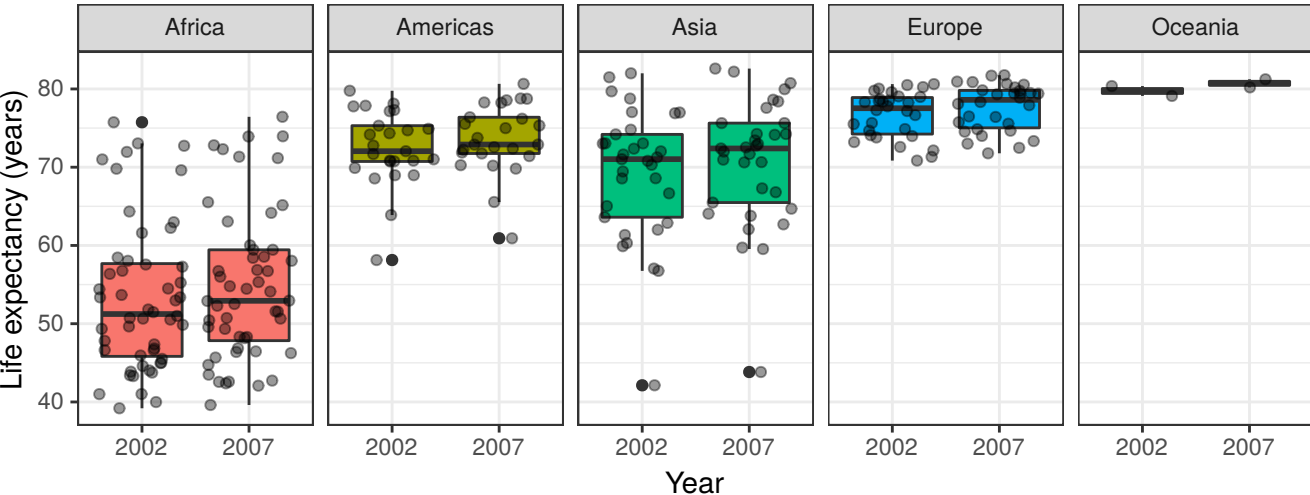 Africa Americas Asia Europe Oceania
80
70
60
50
40
Life expectancy (years)
2002 2007 2002 2007 2002 2007 2002 2007 2002 2007
Year